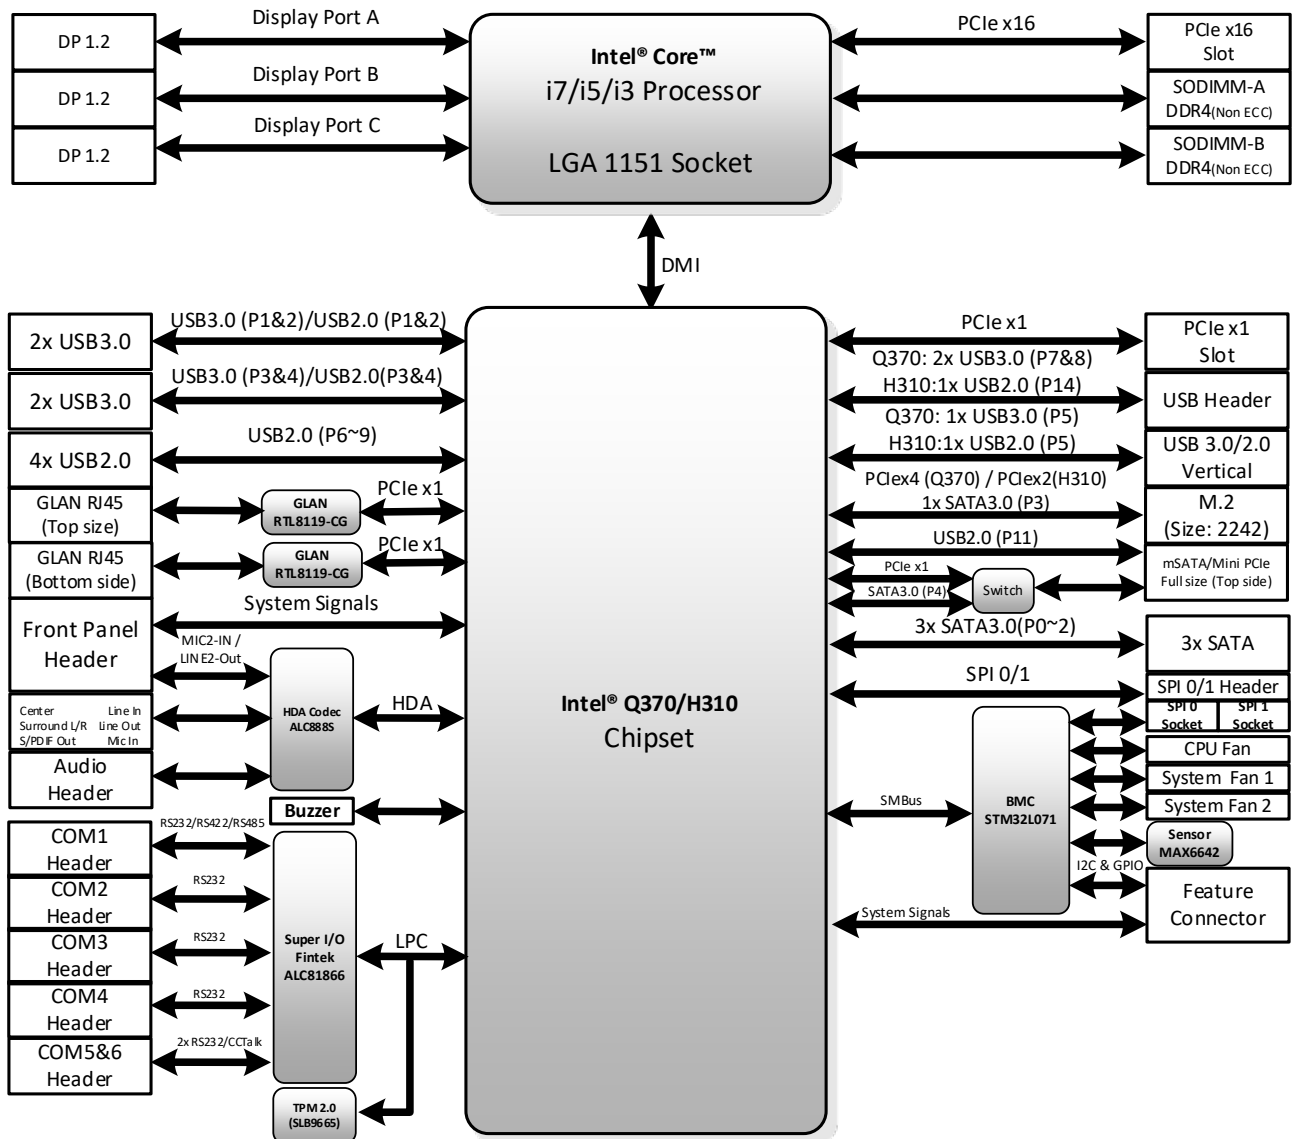 DP 1.2
Display Port A
DP 1.2
Display Port B
DP 1.2
Display Port C
Intel® Core™
i7/i5/i3 Processor
LGA 1151 Socket
PCIe x16
PCIe x16
Slot
SODIMM-A
DDR4(Non ECC)
SODIMM-B
DDR4(Non ECC)
DMI
2x USB3.0
USB3.0 (P1&2)/USB2.0 (P1&2)
2x USB3.0
USB3.0 (P3&4)/USB2.0(P3&4)
4x USB2.0
USB2.0 (P6~9)
GLAN RJ45
(Top size)
GLAN
RTL8119-CG
PCIe x1
GLAN RJ45
(Bottom side)
GLAN
RTL8119-CG
PCIe x1
Front Panel
Header
System Signals
MIC2-IN /
LINE2-Out
Center
Line In
Surround L/R
Line Out
S/PDIF Out
Mic In
HDA Codec
ALC888S
HDA
Audio
Header
Buzzer
COM1
Header
RS232/RS422/RS485
COM2
Header
RS232
COM3
Header
RS232
COM4
Header
RS232
COM5&6
Header
2x RS232/CCTalk
Super I/O
Fintek
ALC81866
LPC
TPM 2.0
(SLB9665)
Intel® Q370/H310
Chipset
PCIe x1
PCIe x1
Slot
Q370: 2x USB3.0 (P7&8)
H310:1x USB2.0 (P14)
USB Header
Q370: 1x USB3.0 (P5)
H310:1x USB2.0 (P5)
USB 3.0/2.0
Vertical
PCIex4 (Q370) / PCIex2(H310)
1x SATA3.0 (P3)
M.2
(Size: 2242)
USB2.0 (P11)
PCIe x1
SATA3.0 (P4)
Switch
mSATA/Mini PCIe
Full size (Top side)
3x SATA3.0(P0~2)
3x SATA
SPI 0/1
SPI 0/1 Header
SPI 0
Socket
SPI 1
Socket
CPU Fan
System Fan 1
System Fan 2
SMBus
BMC
STM32L071
Sensor
MAX6642
I2C & GPIO
System Signals
Feature
Connector